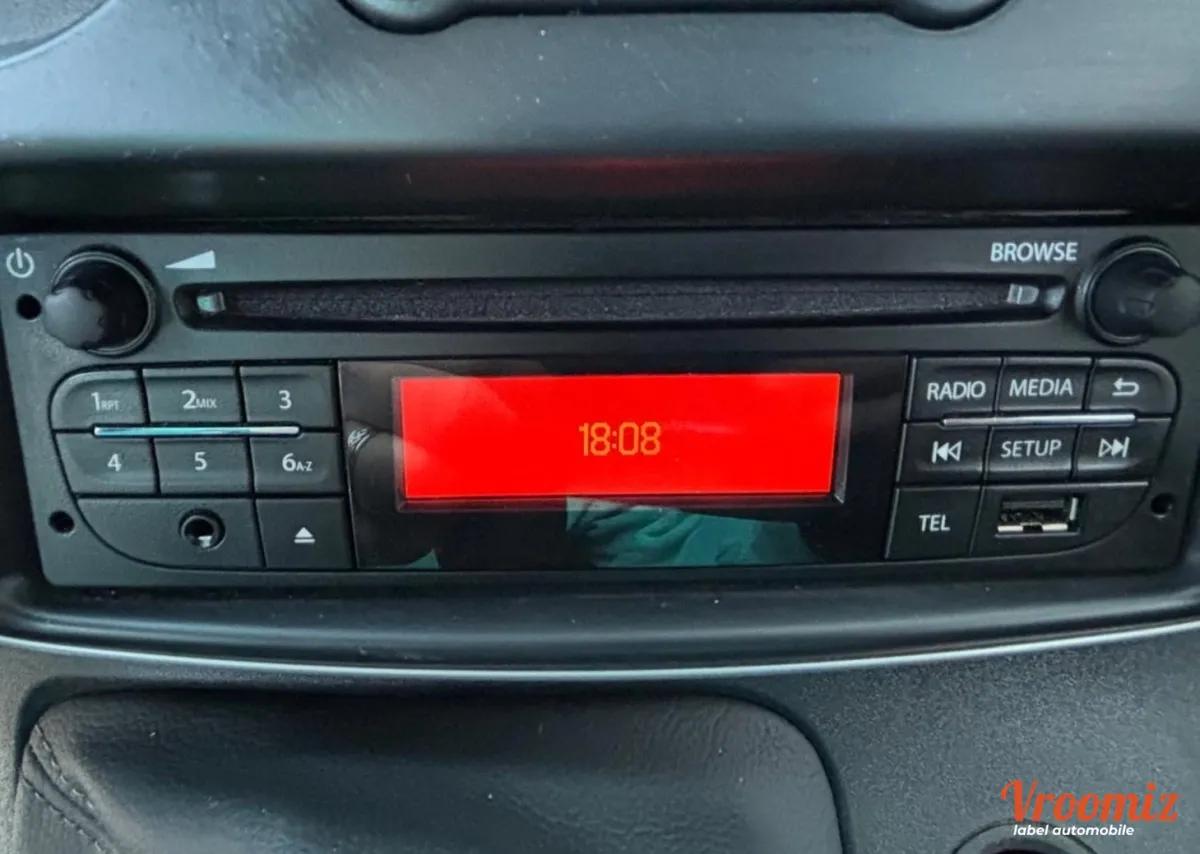 BROWSE
1RPT 2MIX 3
4 5 6A-Z
18:08
RADIO MEDIA
SETUP
TEL
Vroomiz
label automobile